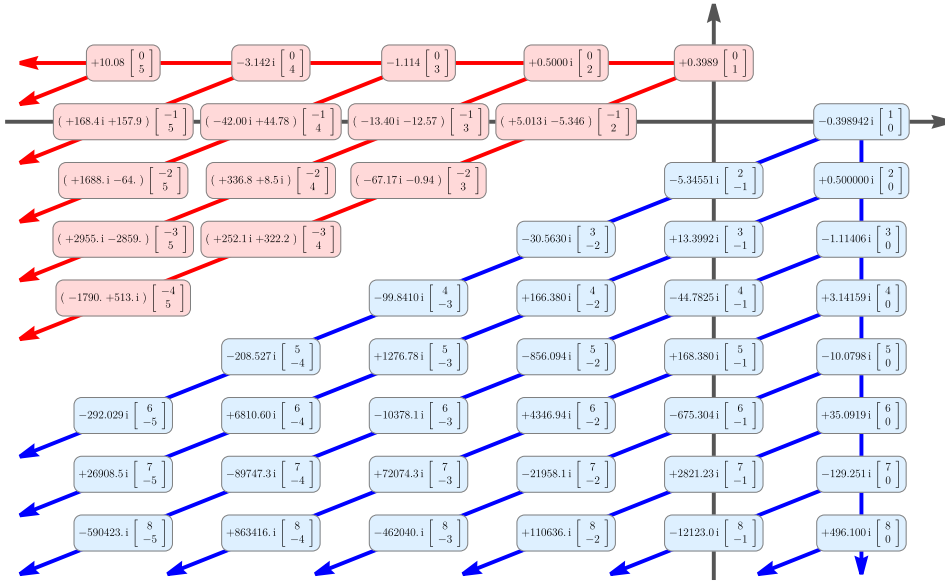 +10.08 [0 5] −3.142 i [0 4] −1.114 [0 3] +0.5000 i [0 2] +0.3989 [0 1]
( +168.4 i +157.9 ) [−1 5] ( −42.00 i +44.78 ) [−1 4] ( −13.40 i −12.57 ) [−1 3] ( +5.013 i −5.346 ) [−1 2] −0.398942 i [1 0]
( +1688. i −64. ) [−2 5] ( +336.8 +8.5 i ) [−2 4] ( −67.17 i −0.94 ) [−2 3] −5.34551 i [2 −1] +0.500000 i [2 0]
( +2955. i −2859. ) [−3 5] ( +252.1 i +322.2 ) [−3 4] −30.5630 i [3 −2] +13.3992 i [3 −1] −1.11406 i [3 0]
( −1790. +513. i ) [−4 5] −99.8410 i [4 −3] +166.380 i [4 −2] −44.7825 i [4 −1] +3.14159 i [4 0]
−208.527 i [5 −4] +1276.78 i [5 −3] −856.094 i [5 −2] +168.380 i [5 −1] −10.0798 i [5 0]
−292.029 i [6 −5] +6810.60 i [6 −4] −10378.1 i [6 −3] +4346.94 i [6 −2] −675.304 i [6 −1] +35.0919 i [6 0]
+26908.5 i [7 −5] −89747.3 i [7 −4] +72074.3 i [7 −3] −21958.1 i [7 −2] +2821.23 i [7 −1] −129.251 i [7 0]
−590423. i [8 −5] +863416. i [8 −4] −462040. i [8 −3] +110636. i [8 −2] −12123.0 i [8 −1] +496.100 i [8 0]